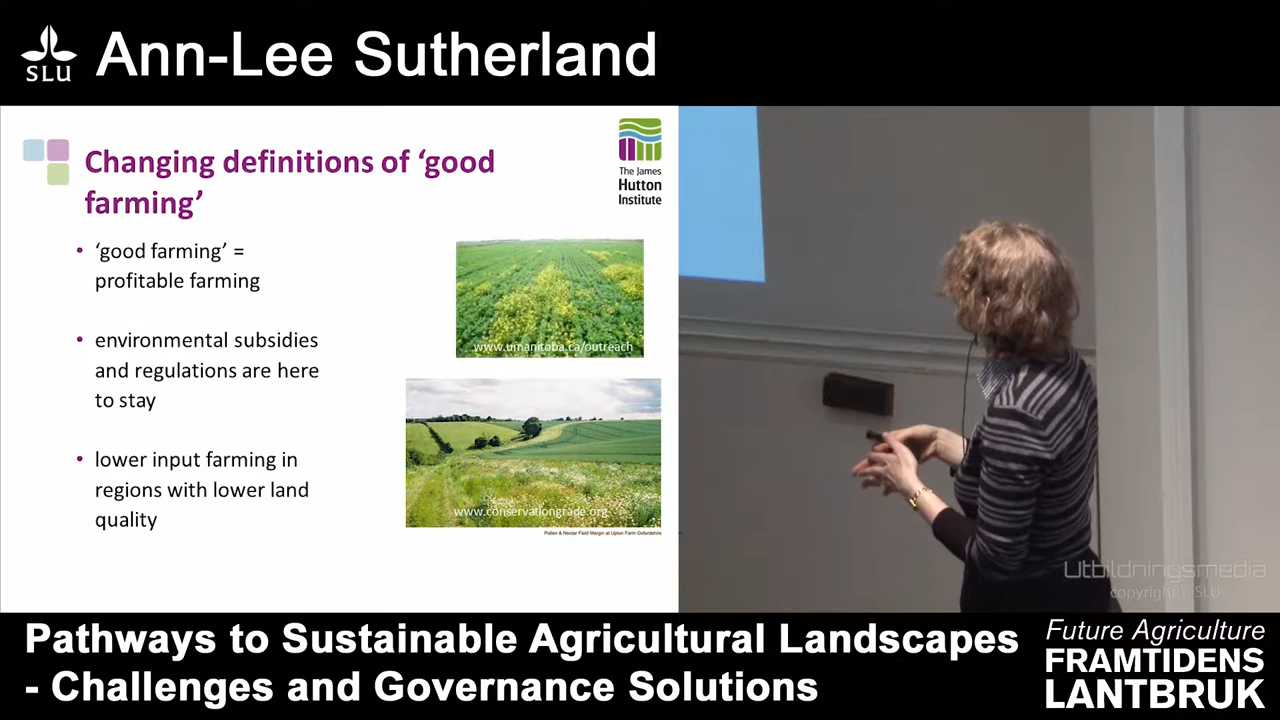 SLU
Ann-Lee Sutherland
Changing definitions of ‘good
farming’
The James
Hutton
Institute
• ‘good farming’ =
profitable farming
• environmental subsidies
and regulations are here
to stay
• lower input farming in
regions with lower land
quality
www.umanitoba.ca/outreach
www.conservationgrade.org
Pollen & Nectar Field Margin at Upton Farm Oxfordshire
Utbildningsmedia
copyright SLU
Pathways to Sustainable Agricultural Landscapes
- Challenges and Governance Solutions
Future Agriculture
FRAMTIDENS
LANTBRUK